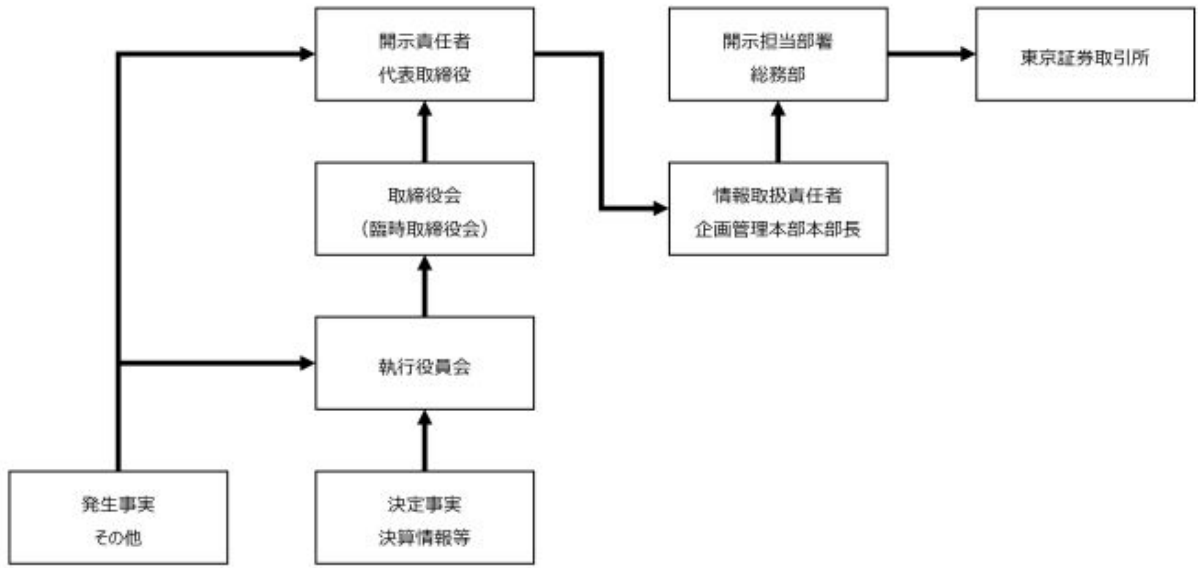 開示責任者
代表取締役
開示担当部署
総務部
東京証券取引所
取締役会
（臨時取締役会）
情報取扱責任者
企画管理本部本部長
執行役員会
発生事実
その他
決定事実
決算情報等